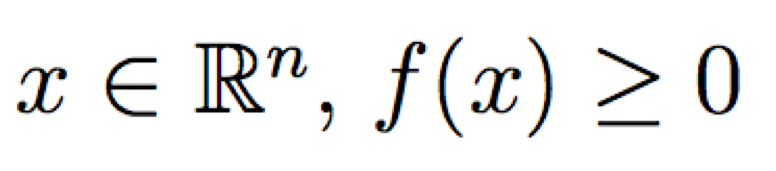 x ∈ ℝⁿ, f(x) ≥ 0